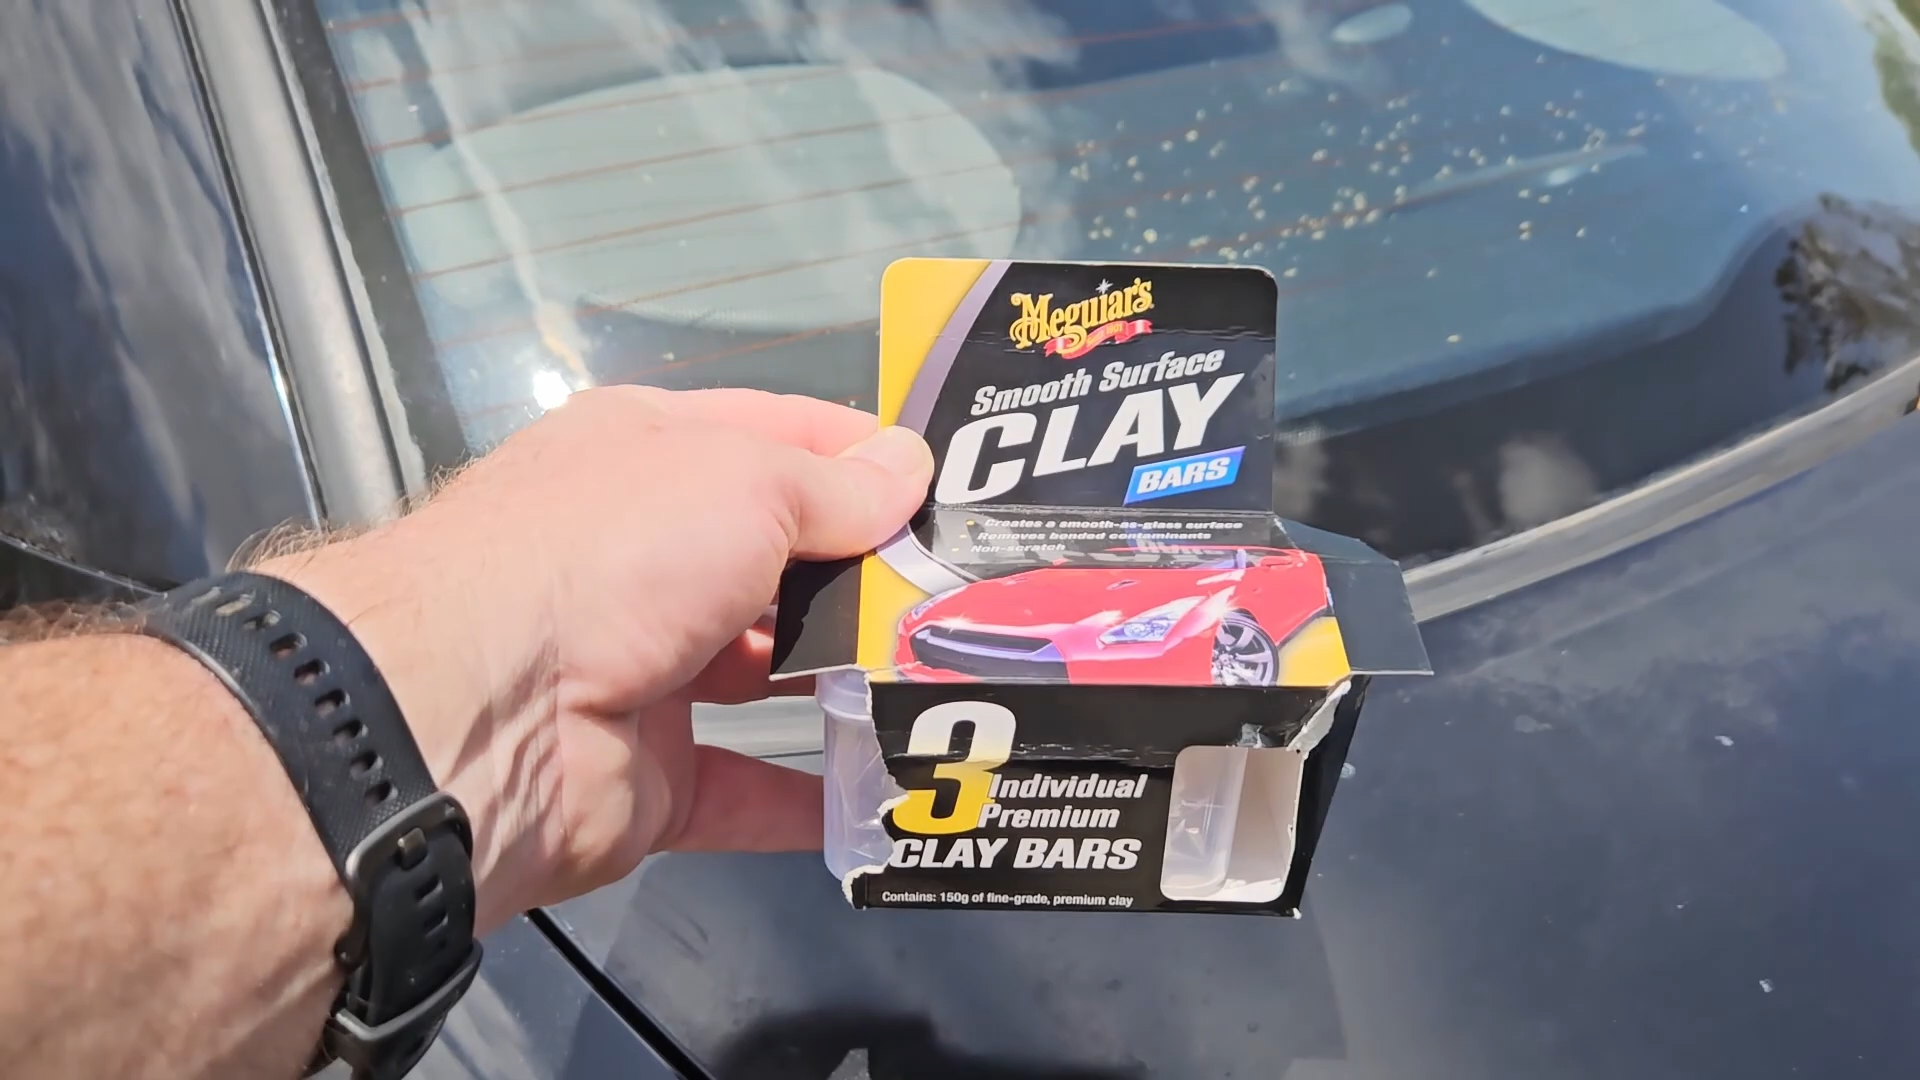 Meguiar's
Smooth Surface
CLAY
BARS
Creates a smooth-as-glass surface
Removes bonded contaminants
Non-scratch
3
Individual
Premium
CLAY BARS
Contains: 150g of fine-grade, premium clay